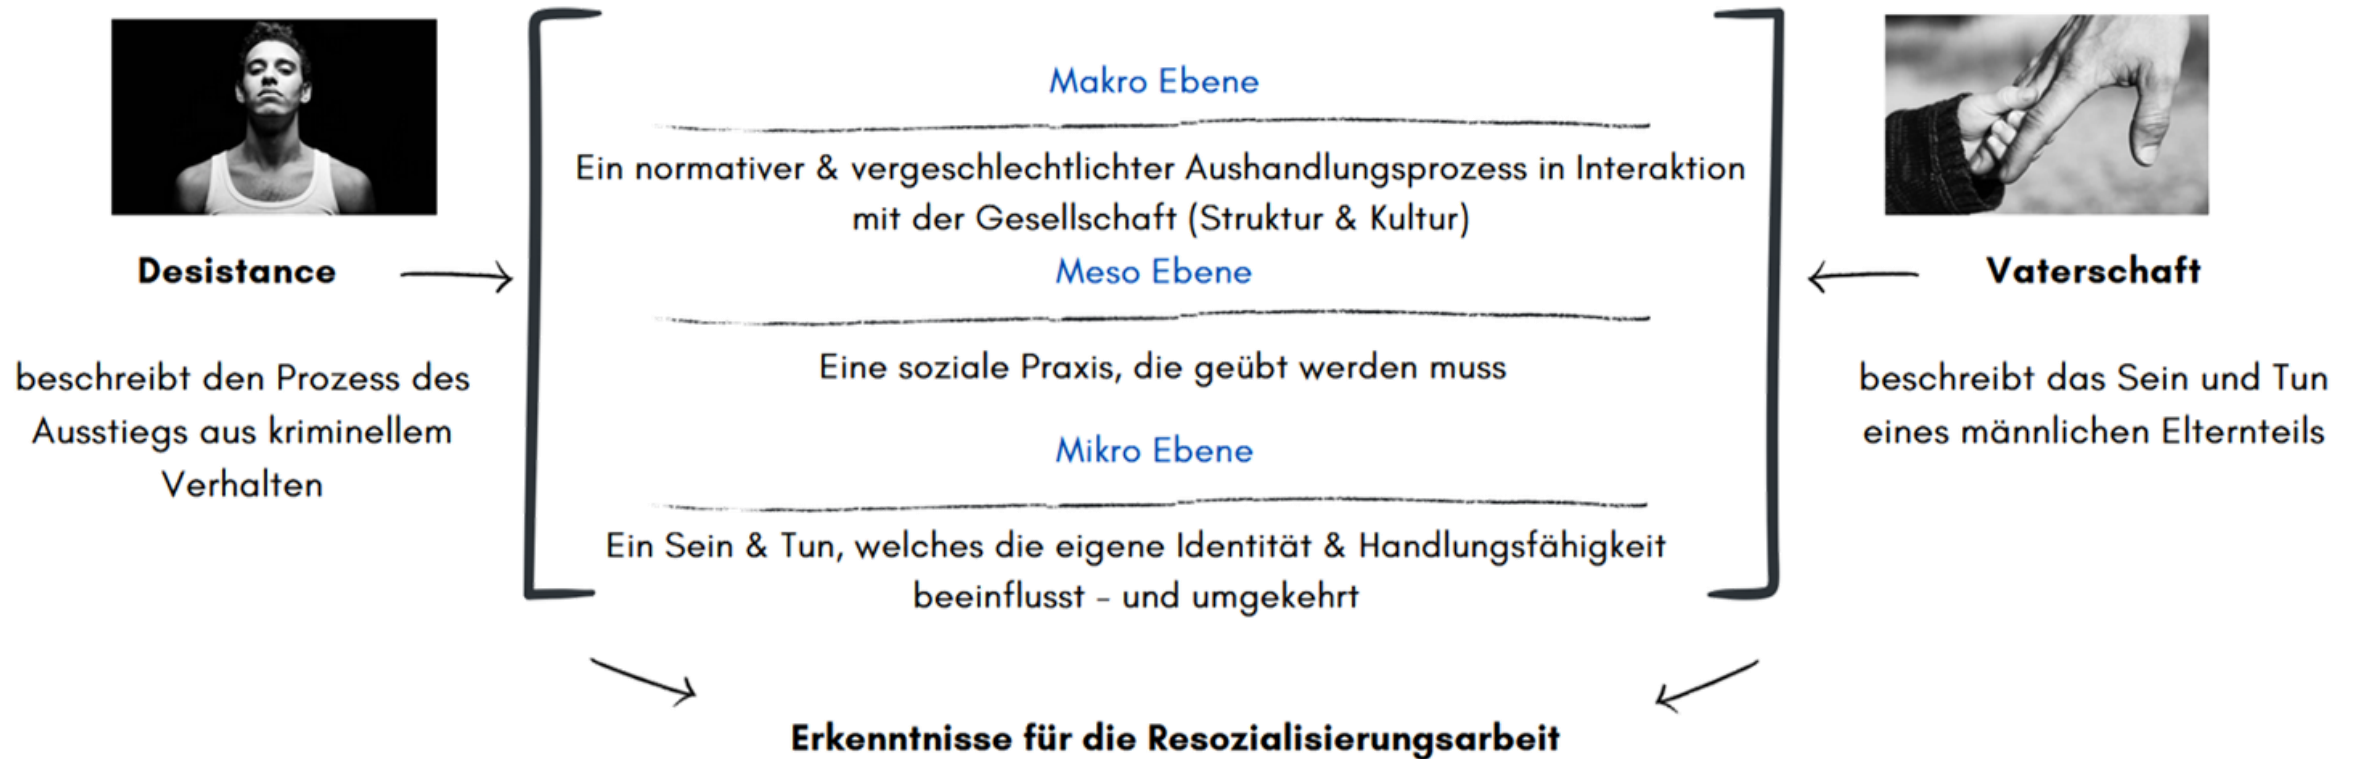 Desistance
beschreibt den Prozess des
Ausstiegs aus kriminellem
Verhalten
Makro Ebene
Ein normativer & vergeschlechtlichter Aushandlungsprozess in Interaktion
mit der Gesellschaft (Struktur & Kultur)
Meso Ebene
Eine soziale Praxis, die geübt werden muss
Mikro Ebene
Ein Sein & Tun, welches die eigene Identität & Handlungsfähigkeit
beeinflusst - und umgekehrt
Vaterschaft
beschreibt das Sein und Tun
eines männlichen Elternteils
Erkenntnisse für die Resozialisierungsarbeit